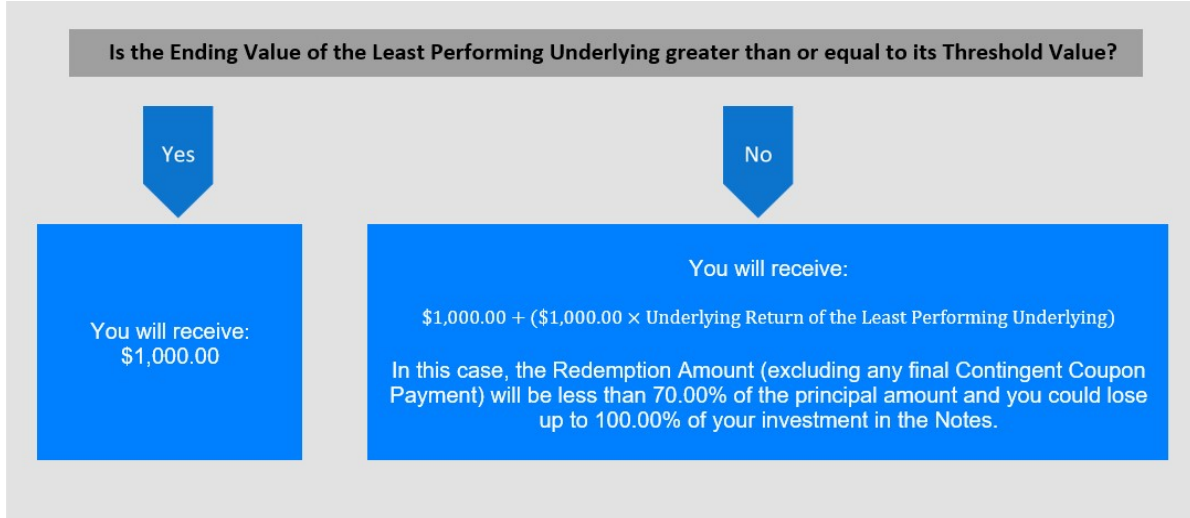 Is the Ending Value of the Least Performing Underlying greater than or equal to its Threshold Value?
Yes
No
You will receive:
$1,000.00
You will receive:
$1,000.00 + ($1,000.00 × Underlying Return of the Least Performing Underlying)
In this case, the Redemption Amount (excluding any final Contingent Coupon
Payment) will be less than 70.00% of the principal amount and you could lose
up to 100.00% of your investment in the Notes.